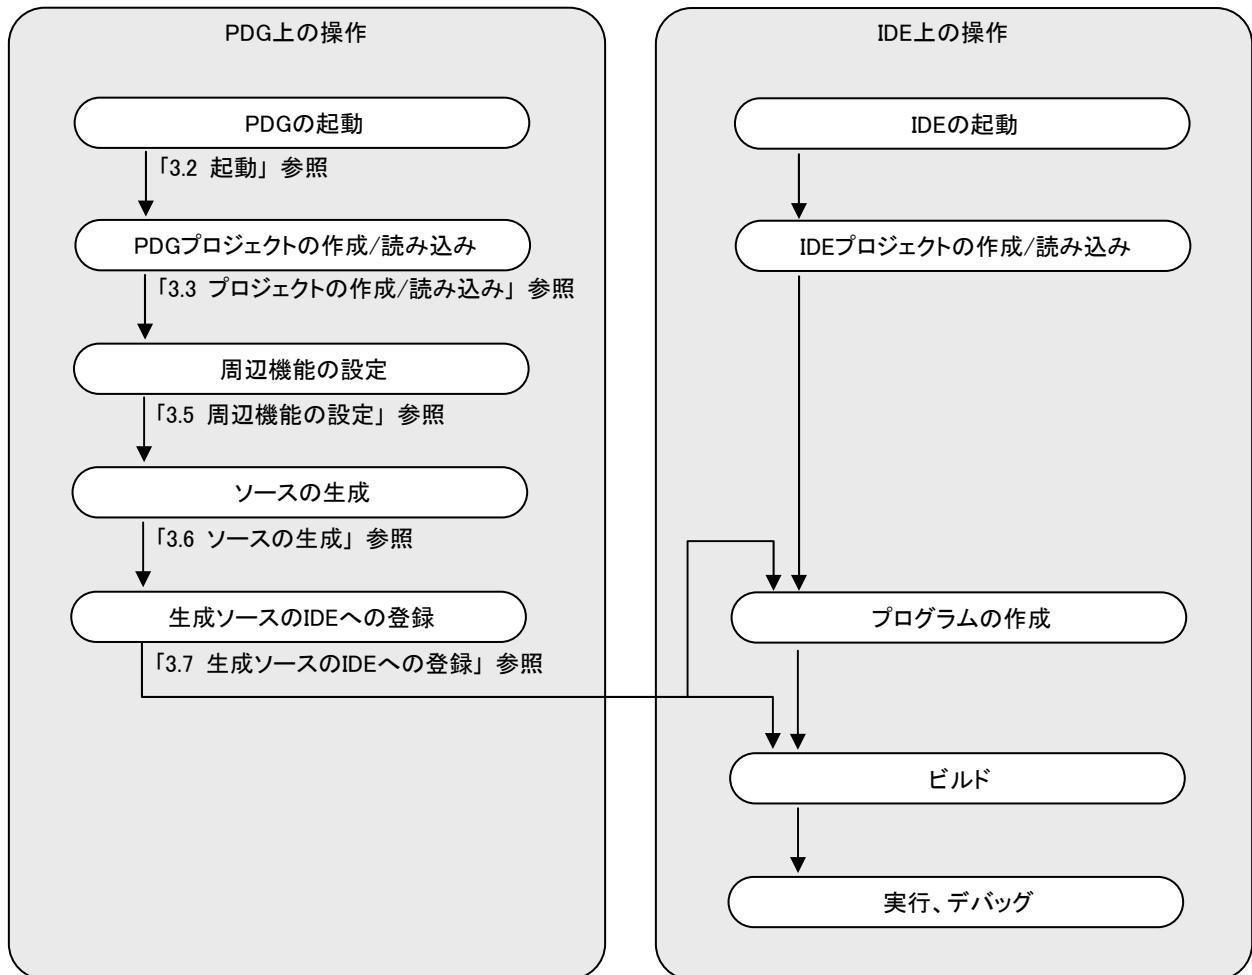 PDG上の操作
PDGの起動
「3.2 起動」 参照
PDGプロジェクトの作成/読み込み
「3.3 プロジェクトの作成/読み込み」 参照
周辺機能の設定
「3.5 周辺機能の設定」 参照
ソースの生成
「3.6 ソースの生成」 参照
生成ソースのIDEへの登録
「3.7 生成ソースのIDEへの登録」 参照
IDE上の操作
IDEの起動
IDEプロジェクトの作成/読み込み
プログラムの作成
ビルド
実行、デバッグ